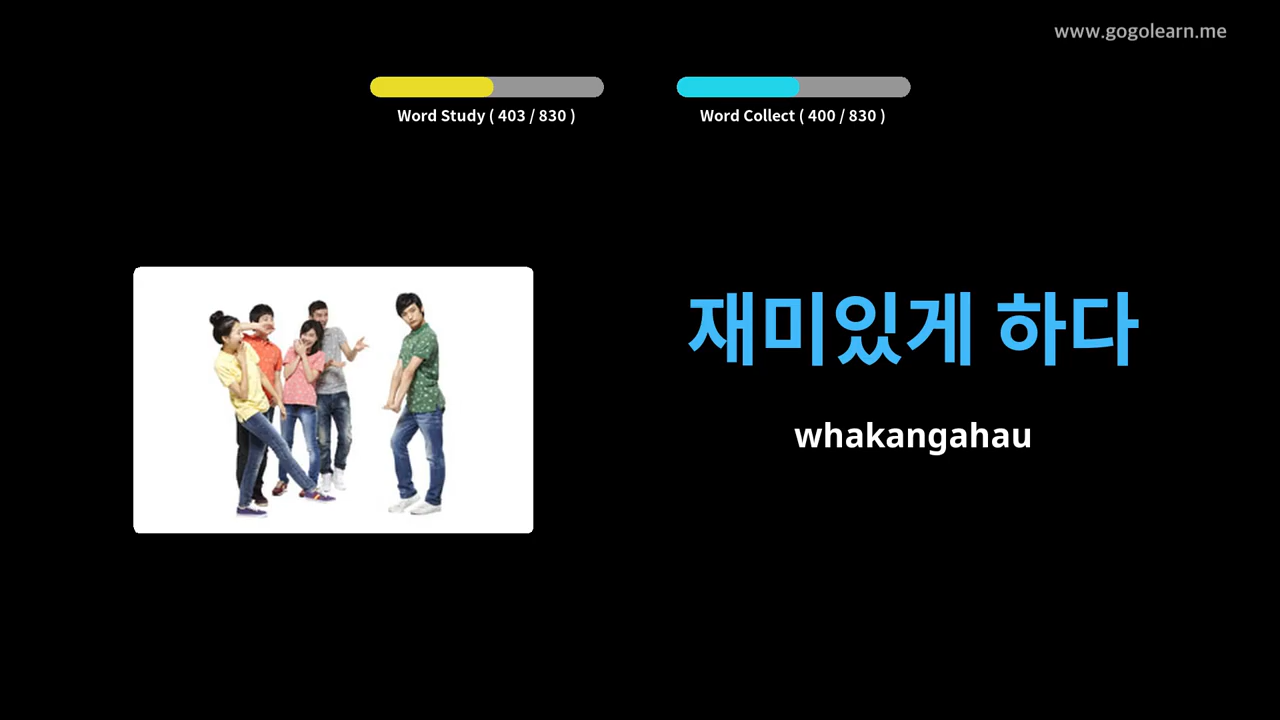 www.gogolearn.me
Word Study ( 403 / 830 )
Word Collect ( 400 / 830 )
재미있게 하다
whakangahau